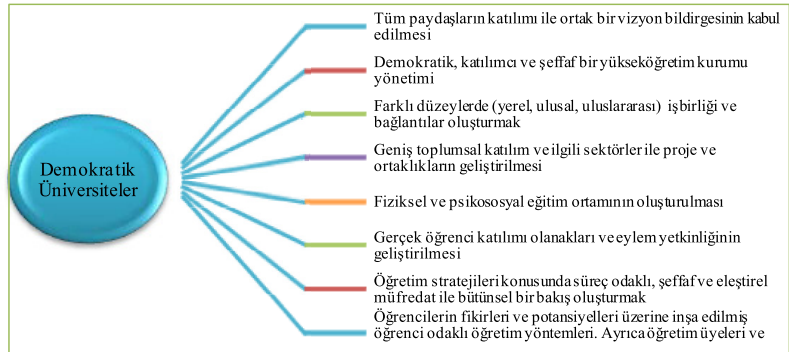 Demokratik
Üniversiteler
Tüm paydaşların katılımı ile ortak bir vizyon bildirgesinin kabul
edilmesi
Demokratik, katılımcı ve şeffaf bir yükseköğretim kurumu
yönetimi
Farklı düzeylerde (yerel, ulusal, uluslararası) işbirliği ve
bağlantılar oluşturmak
Geniş toplumsal katılım ve ilgili sektörler ile proje ve
ortaklıkların geliştirilmesi
Fiziksel ve psikososyal eğitim ortamının oluşturulması
Gerçek öğrenci katılımı olanakları ve eylem yetkinliğinin
geliştirilmesi
Öğretim stratejileri konusunda süreç odaklı, şeffaf ve eleştirel
müfredat ile bütünsel bir bakış oluşturmak
Öğrencilerin fikirleri ve potansiyelleri üzerine inşa edilmiş
öğrenci odaklı öğretim yöntemleri. Ayrıca öğretim üyeleri ve